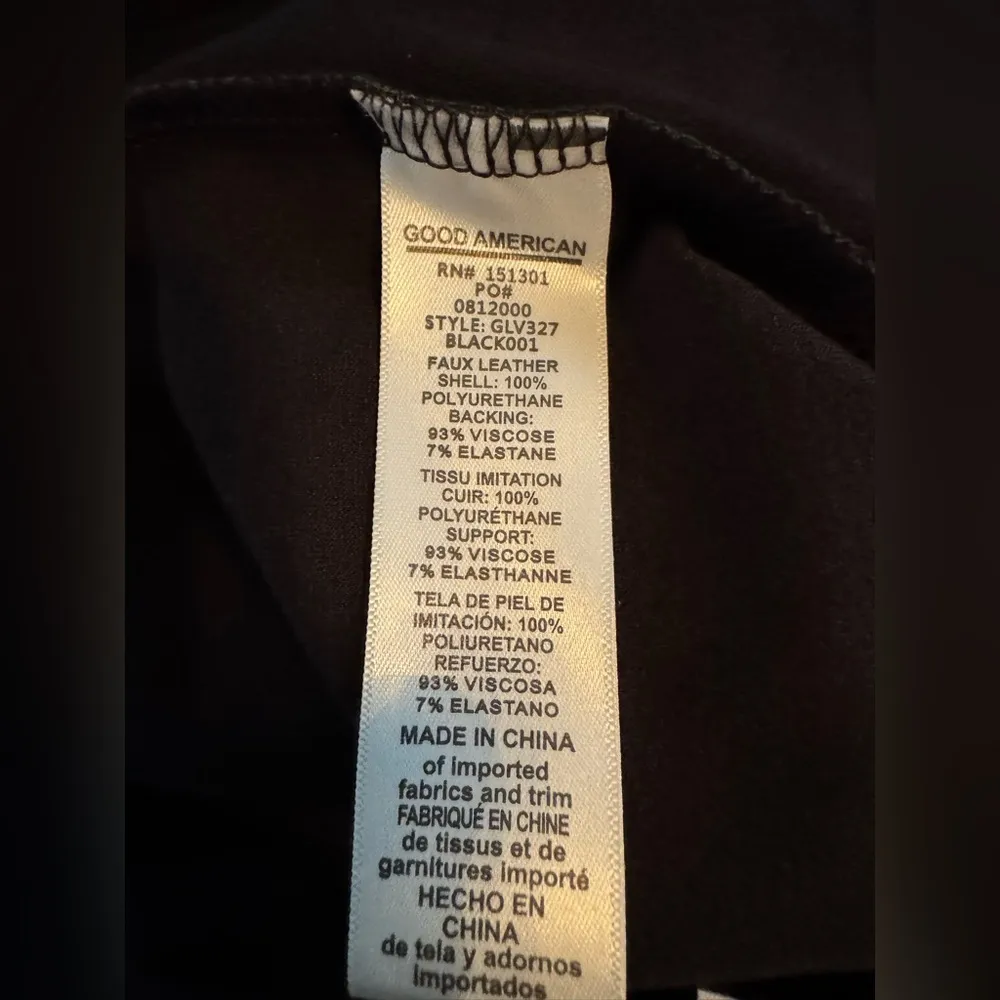 GOOD AMERICAN
RN# 151301
PO#
0812000
STYLE: GLV327
BLACK001
FAUX LEATHER
SHELL: 100%
POLYURETHANE
BACKING:
93% VISCOSE
7% ELASTANE
TISSU IMITATION
CUIR: 100%
POLYURÉTHANE
SUPPORT:
93% VISCOSE
7% ELASTHANNE
TELA DE PIEL DE
IMITACIÓN: 100%
POLIURETANO
REFUERZO:
93% VISCOSA
7% ELASTANO
MADE IN CHINA
of imported
fabrics and trim
FABRIQUÉ EN CHINE
de tissus et de
garnitures importé
HECHO EN
CHINA
de tela y adornos
importados